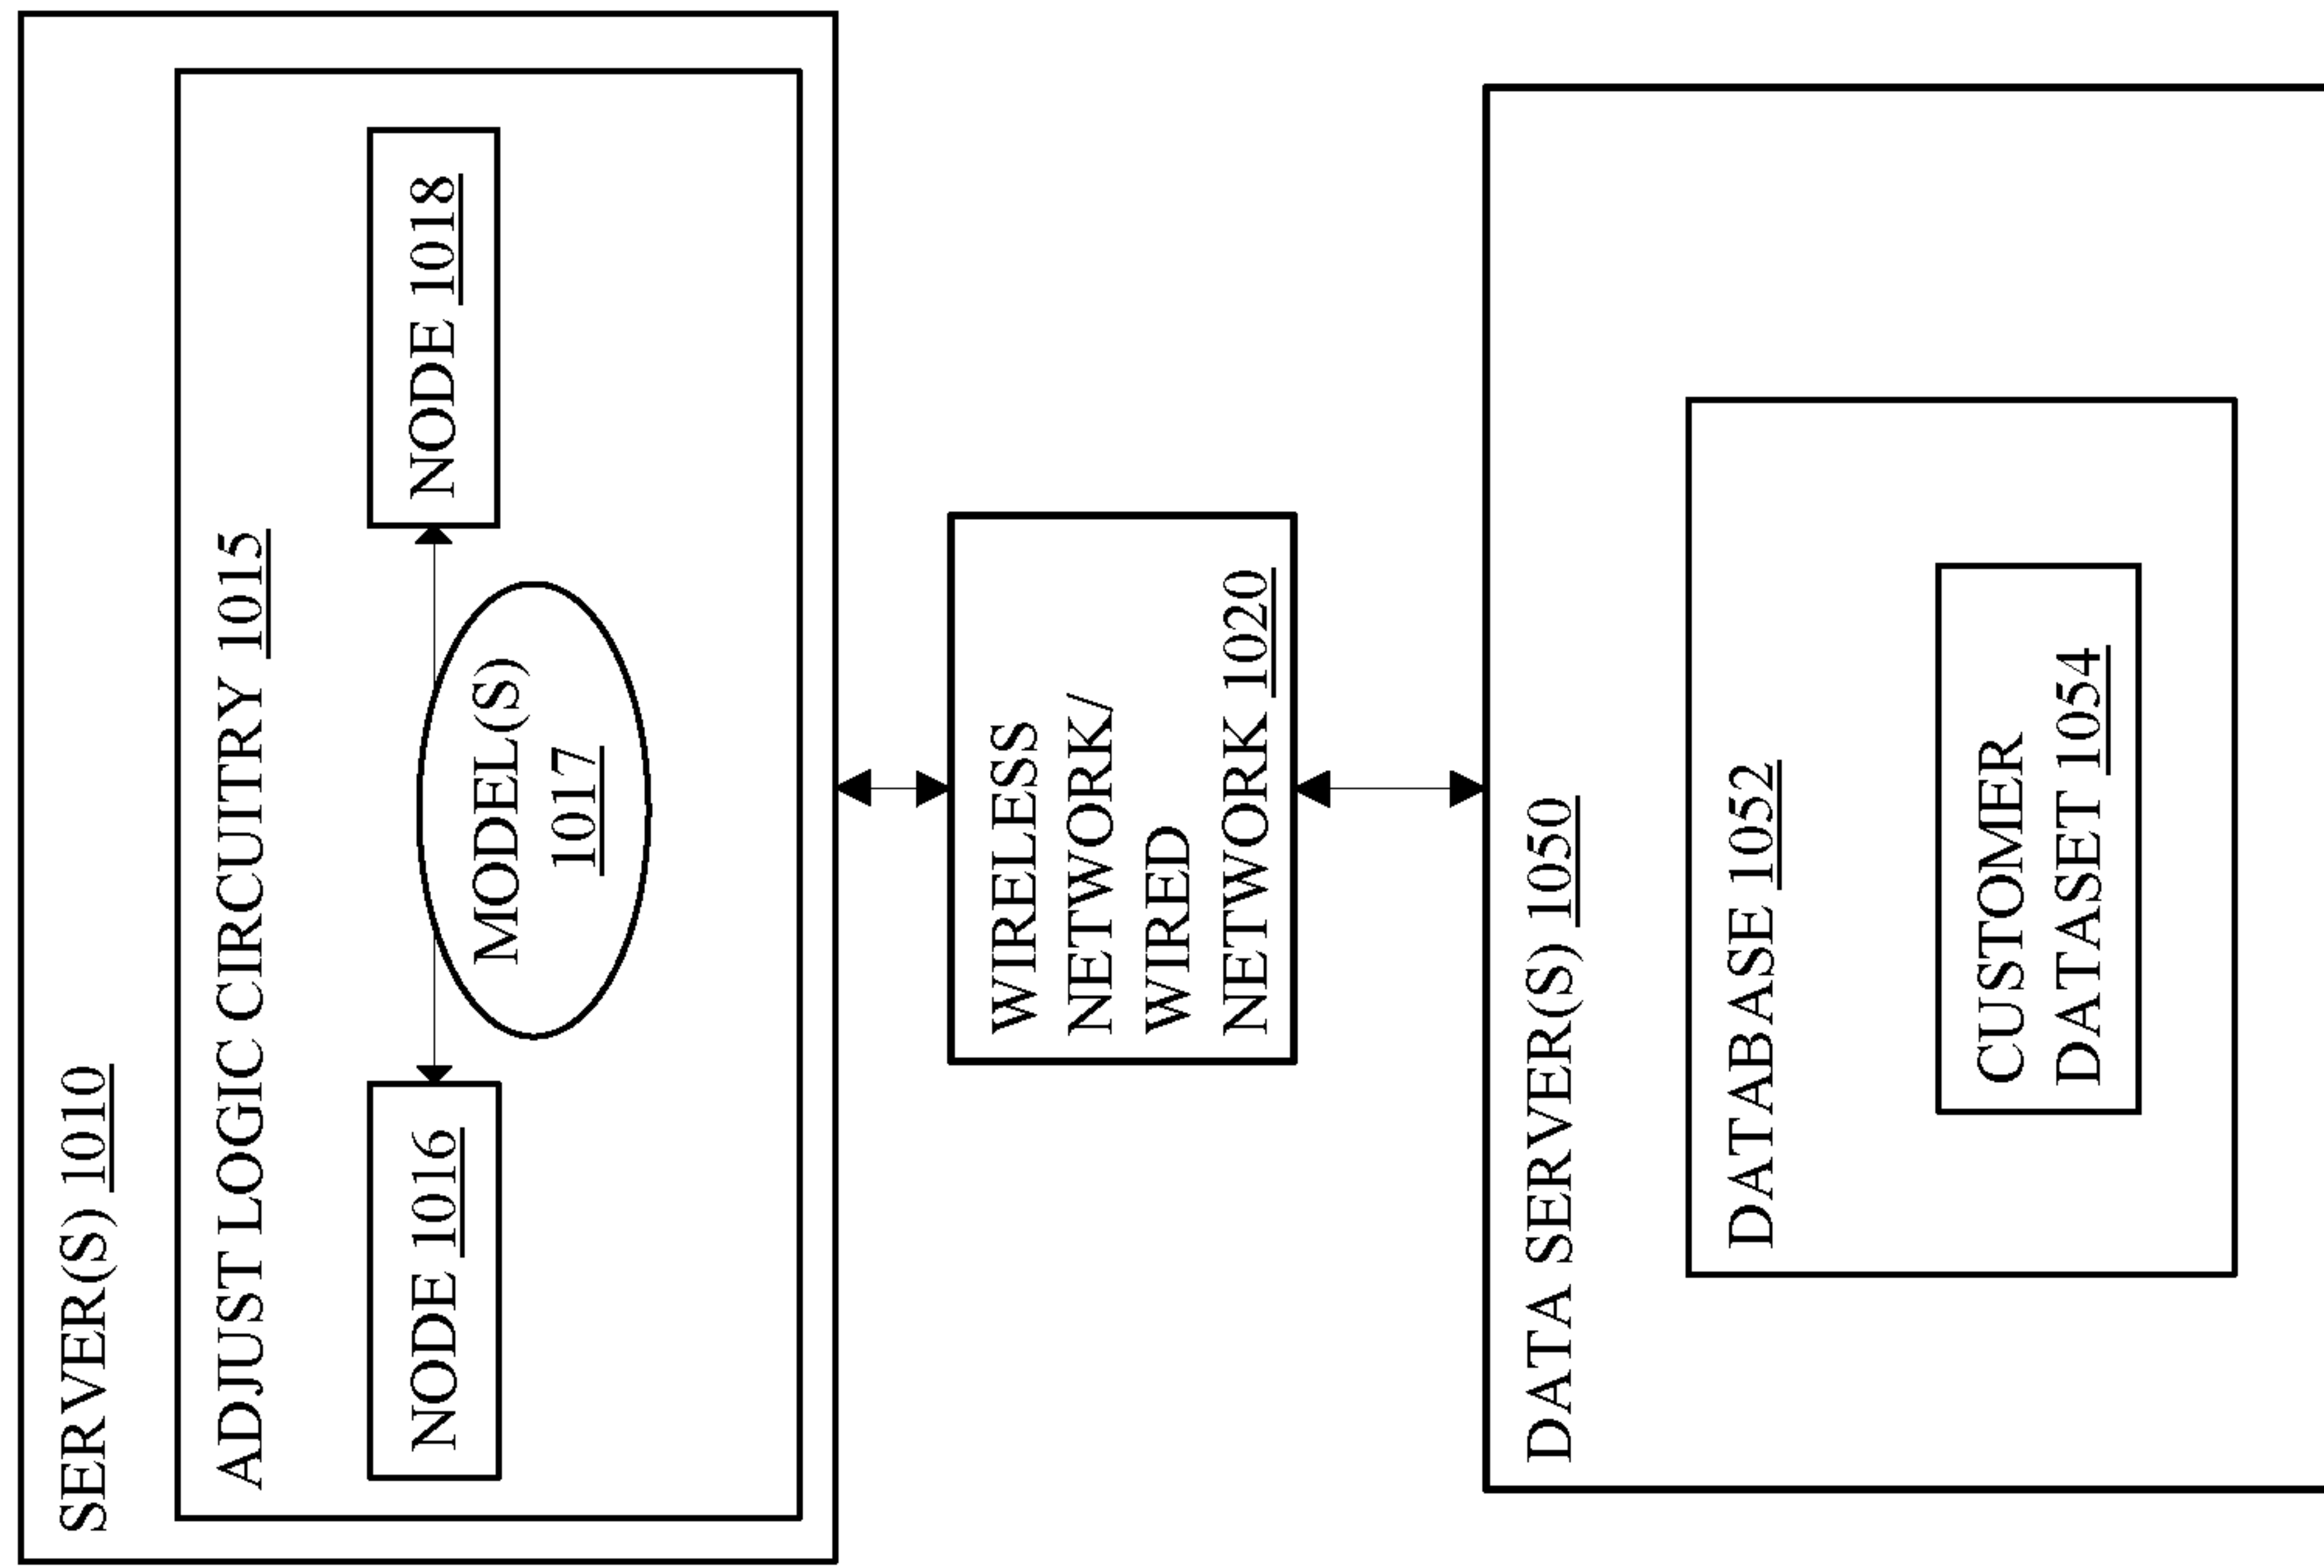 SERVER(S) 1010
ADJUST LOGIC CIRCUITRY 1015
NODE 1016
MODEL(S)
1017
NODE 1018
WIRELESS
NETWORK/
WIRED
NETWORK 1020
DATA SERVER(S) 1050
DATABASE 1052
CUSTOMER
DATASET 1054